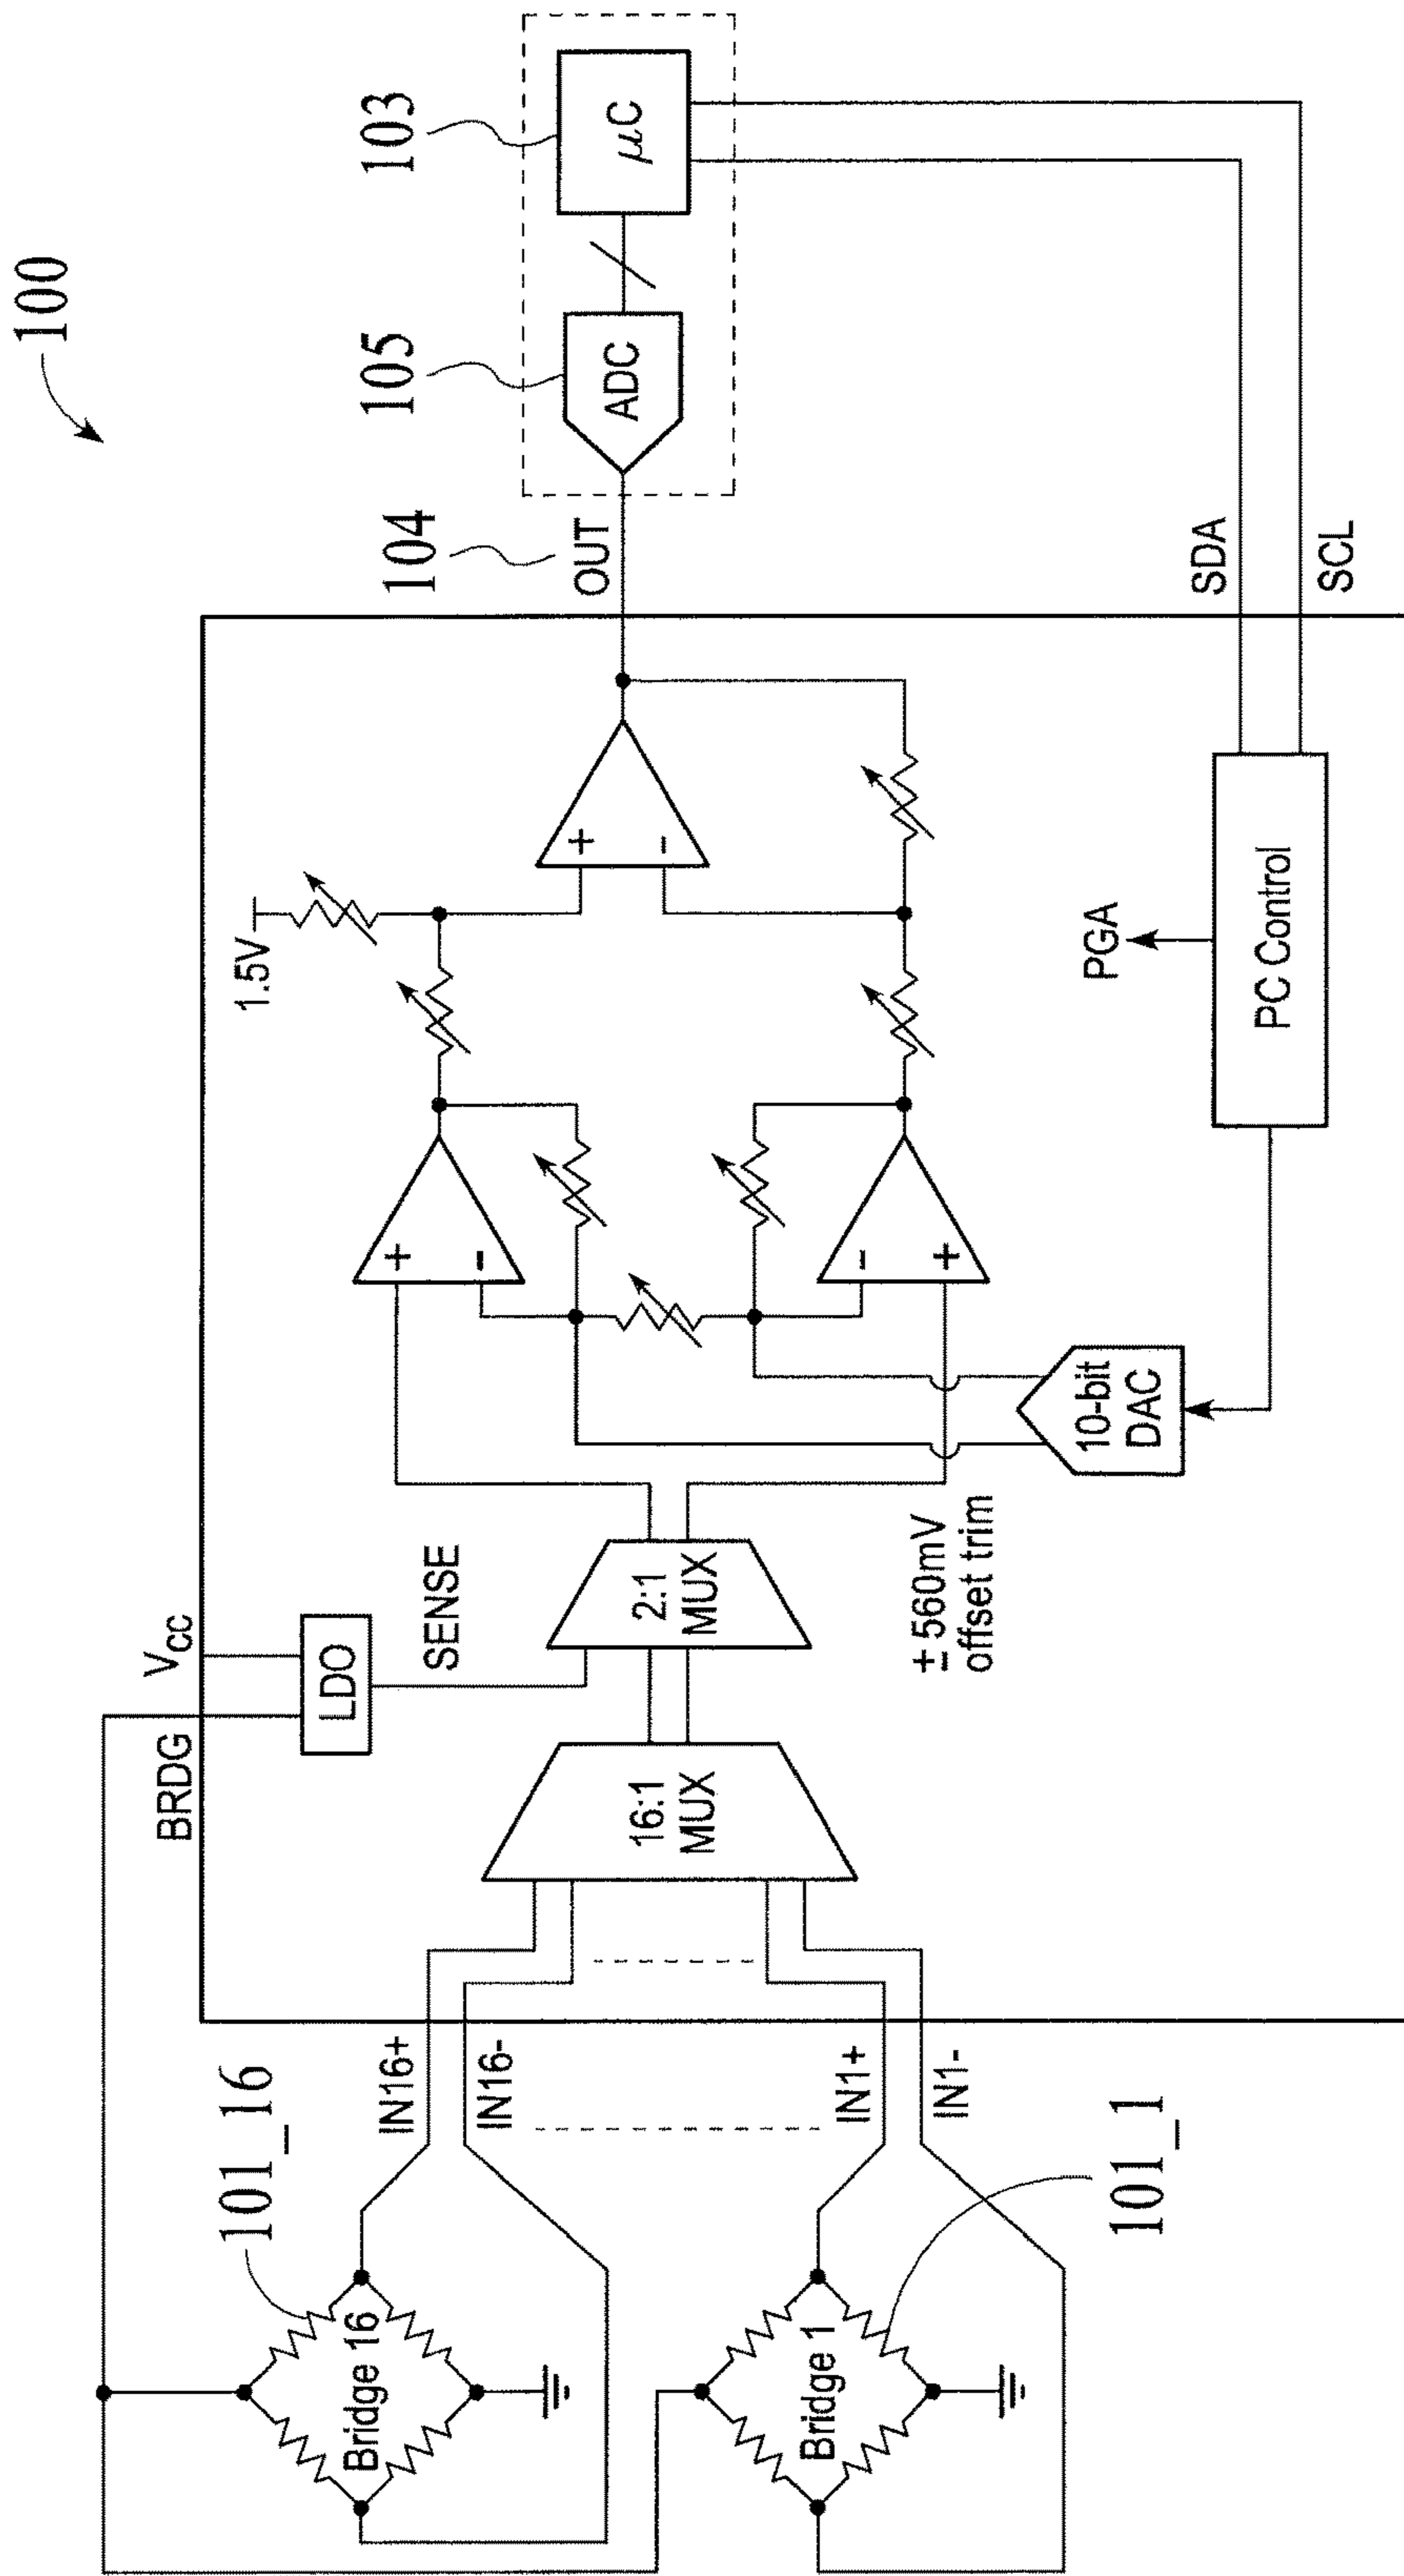 100
101_16
Bridge 16
IN16+
IN16-
101_1
Bridge 1
IN1+
IN1-
BRDG
VCC
LDO
SENSE
16:1
MUX
2:1
MUX
± 560mV
offset trim
10-bit
DAC
+
-
-
+
1.5V
+
-
PGA
PC Control
SDA
SCL
OUT
104
105
ADC
103
μC